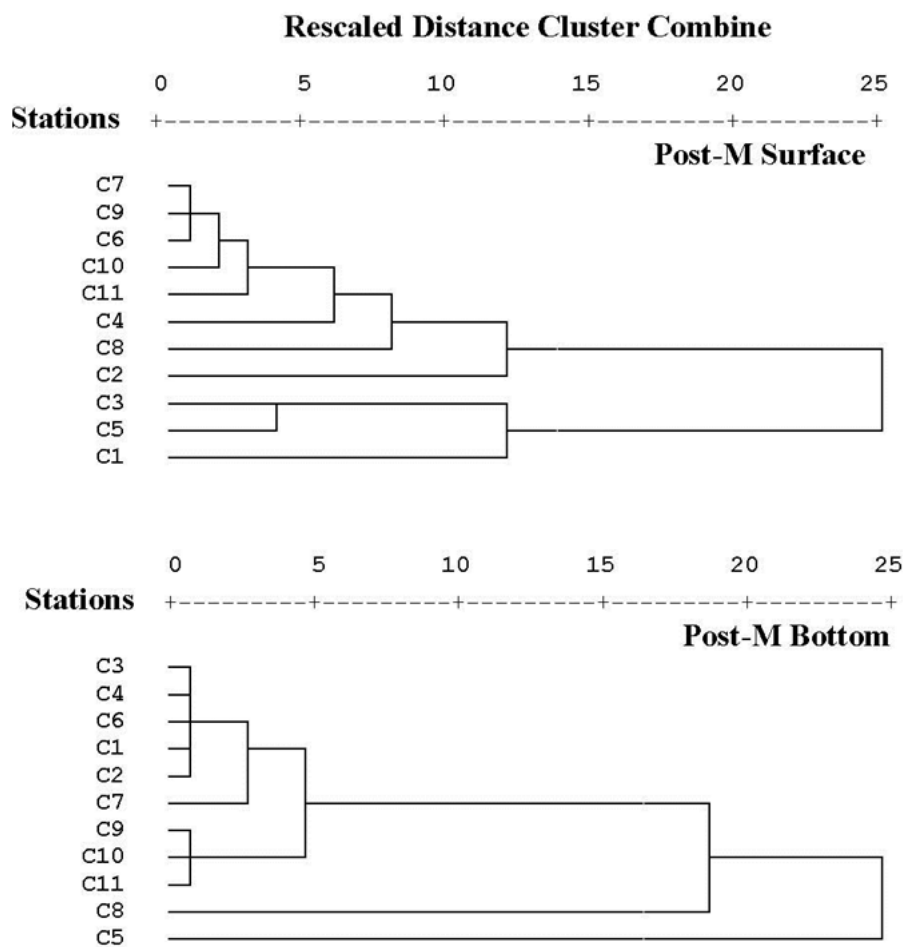 Rescaled Distance Cluster Combine
0 5 10 15 20 25
Stations +---------+---------+---------+---------+---------+
Post-M Surface
C7
C9
C6
C10
C11
C4
C8
C2
C3
C5
C1
0 5 10 15 20 25
Stations +---------+---------+---------+---------+---------+
Post-M Bottom
C3
C4
C6
C1
C2
C7
C9
C10
C11
C8
C5